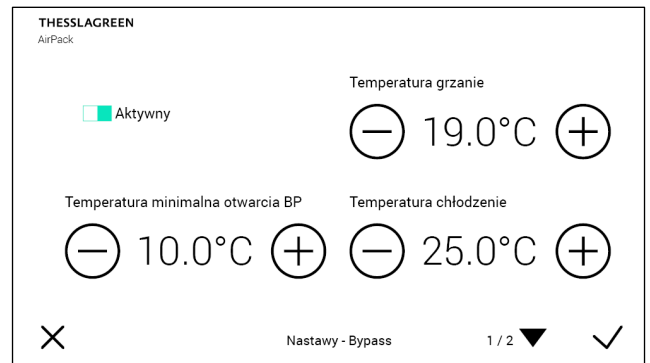 THESSLAGREEN
AirPack
Aktywny
Temperatura grzanie
19.0°C
Temperatura minimalna otwarcia BP
10.0°C
Temperatura chłodzenie
25.0°C
Nastawy - Bypass
1 / 2